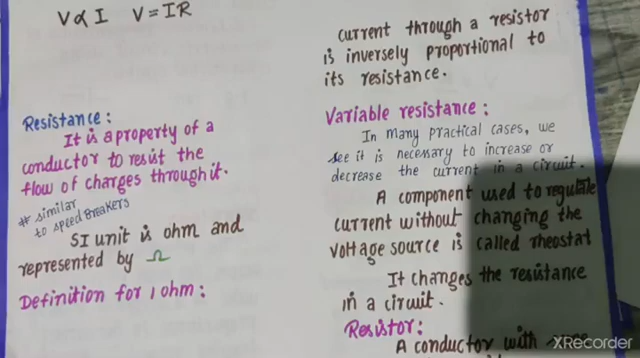 V ∝ I V = IR
Resistance:
It is a property of a
conductor to resist the
flow of charges through it.
# similar
to speed Breakers
SI unit is ohm and
represented by Ω
Definition for 1 ohm:
current through a resistor
is inversely proportional to
its resistance.
Variable resistance:
In many practical cases, we
see it is necessary to increase or
decrease the current in a circuit.
A component used to regulate
current without changing the
voltage source is called rheostat
It changes the resistance
in a circuit.
Resistor:
A conductor with
XRecorder